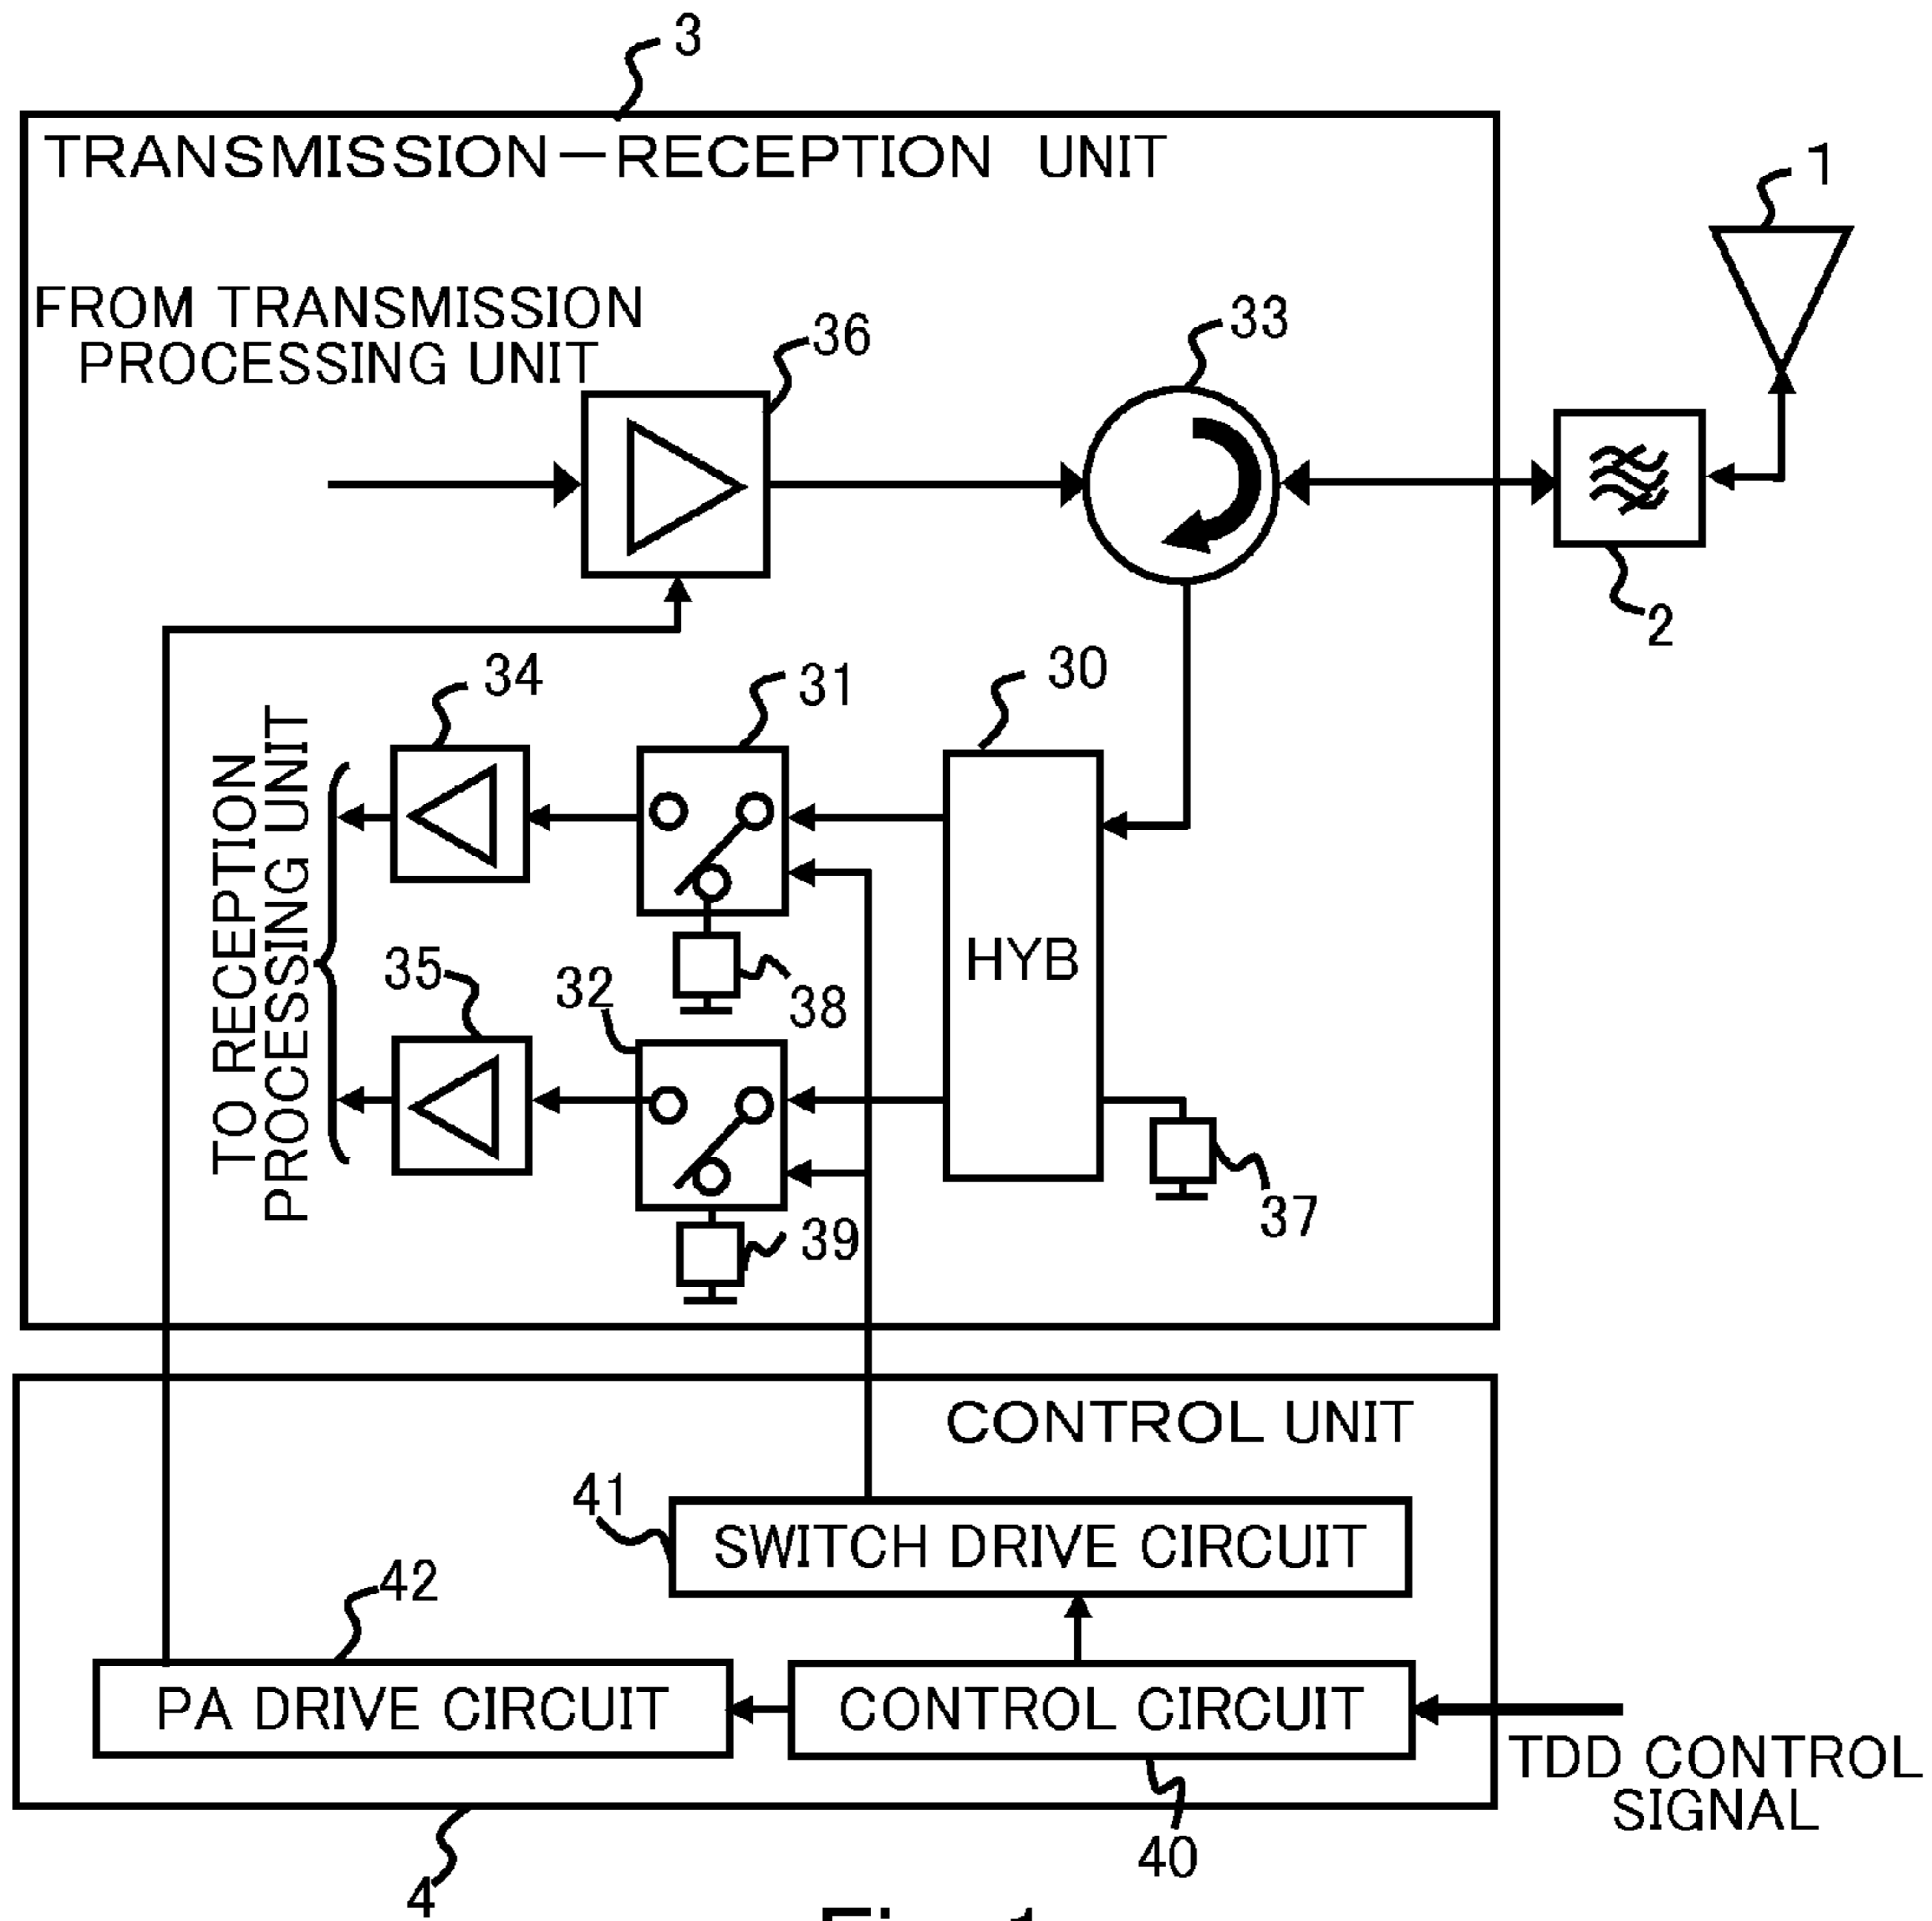 3
TRANSMISSION-RECEPTION UNIT
1
FROM TRANSMISSION
PROCESSING UNIT
36
33
2
34
31
30
TO RECEPTION
PROCESSING UNIT
HYB
35
32
38
37
39
CONTROL UNIT
41
SWITCH DRIVE CIRCUIT
42
PA DRIVE CIRCUIT
CONTROL CIRCUIT
TDD CONTROL
SIGNAL
40
4